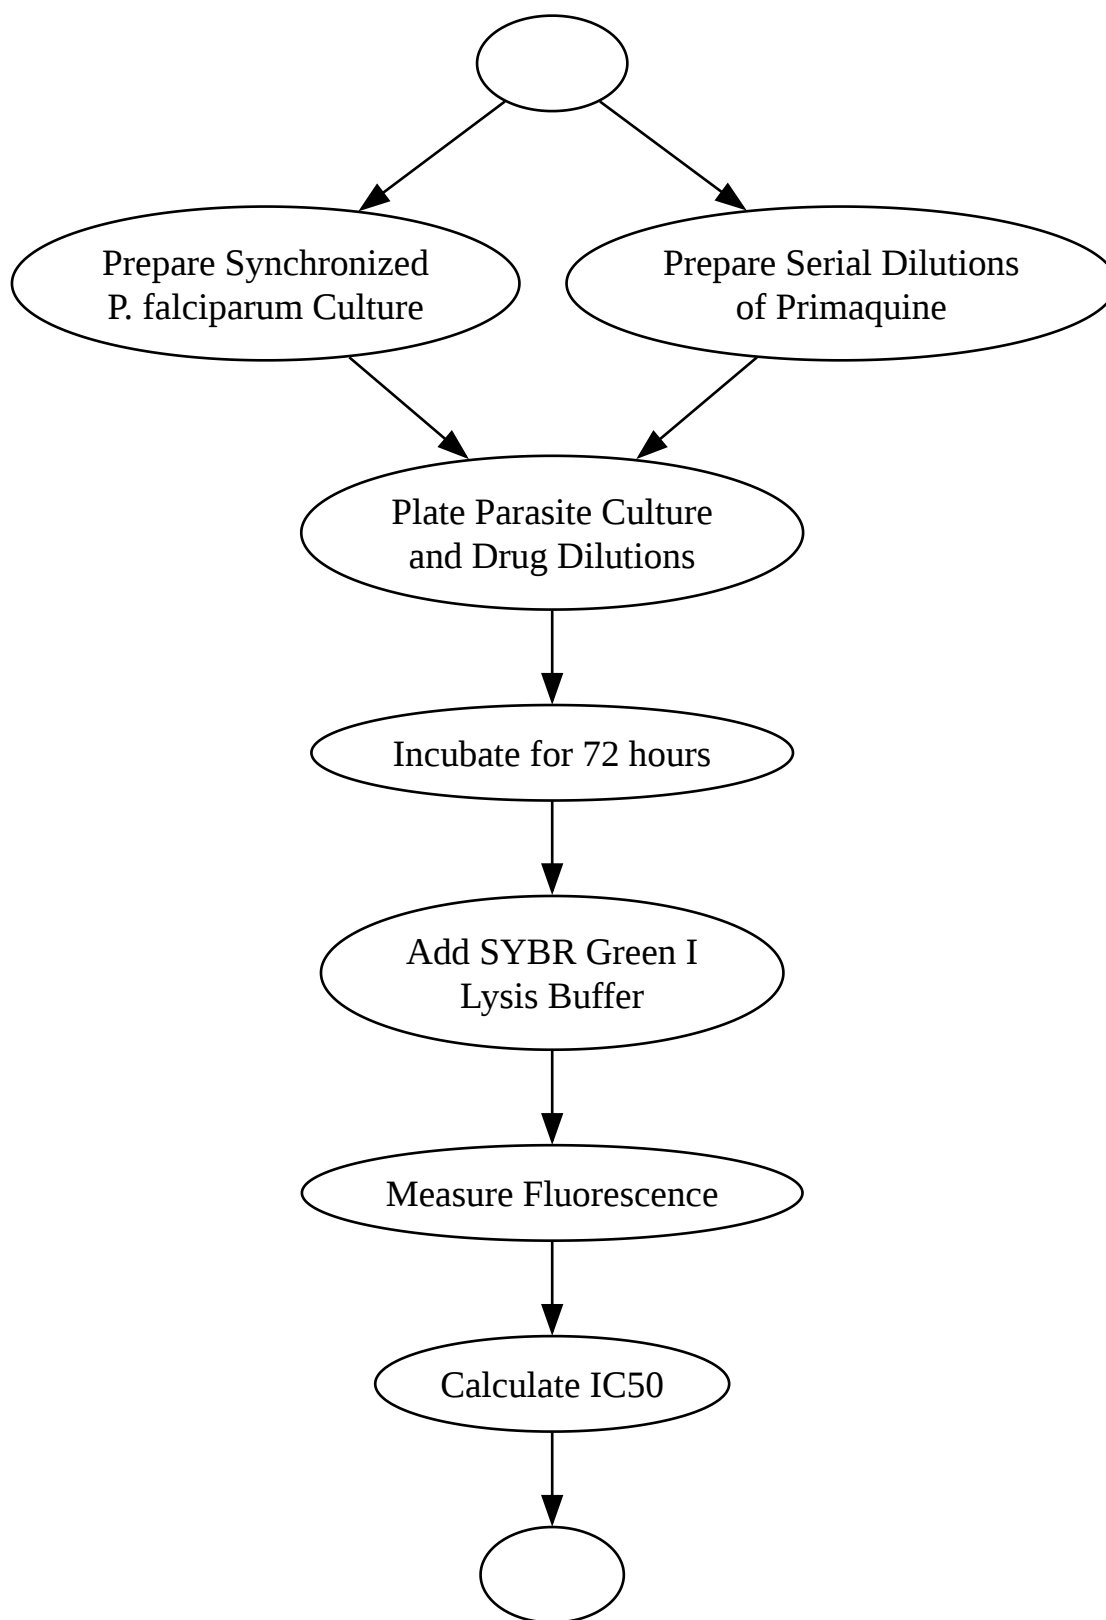 Prepare Synchronized
P. falciparum Culture
Prepare Serial Dilutions
of Primaquine
Plate Parasite Culture
and Drug Dilutions
Incubate for 72 hours
Add SYBR Green I
Lysis Buffer
Measure Fluorescence
Calculate IC50